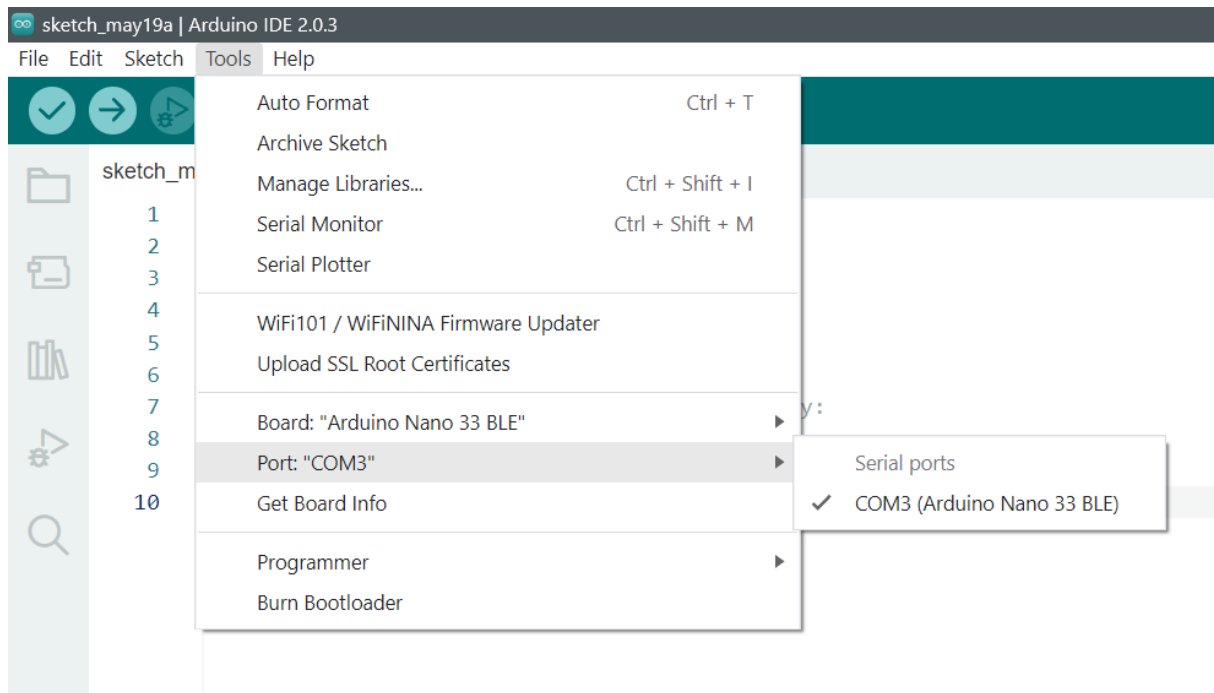 sketch_may19a | Arduino IDE 2.0.3
File Edit Sketch Tools Help
Auto Format Ctrl + T
Archive Sketch
sketch_m
Manage Libraries... Ctrl + Shift + I
1
Serial Monitor Ctrl + Shift + M
2
Serial Plotter
3
4
WiFi101 / WiFiNINA Firmware Updater
5
Upload SSL Root Certificates
6
7 y:
Board: "Arduino Nano 33 BLE"
8
Port: "COM3" Serial ports
9
10 Get Board Info COM3 (Arduino Nano 33 BLE)
Programmer
Burn Bootloader